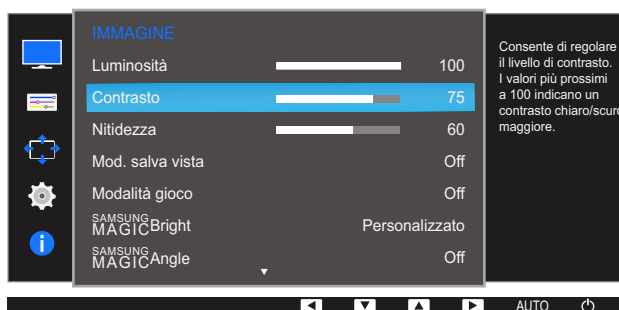 IMMAGINE
Luminosità 100
Contrasto 75
Nitidezza 60
Mod. salva vista Off
Modalità gioco Off
SAMSUNG MAGIC Bright Personalizzato
SAMSUNG MAGIC Angle Off
Consente di regolare
il livello di contrasto.
I valori più prossimi
a 100 indicano un
contrasto chiaro/scuro
maggiore.
AUTO